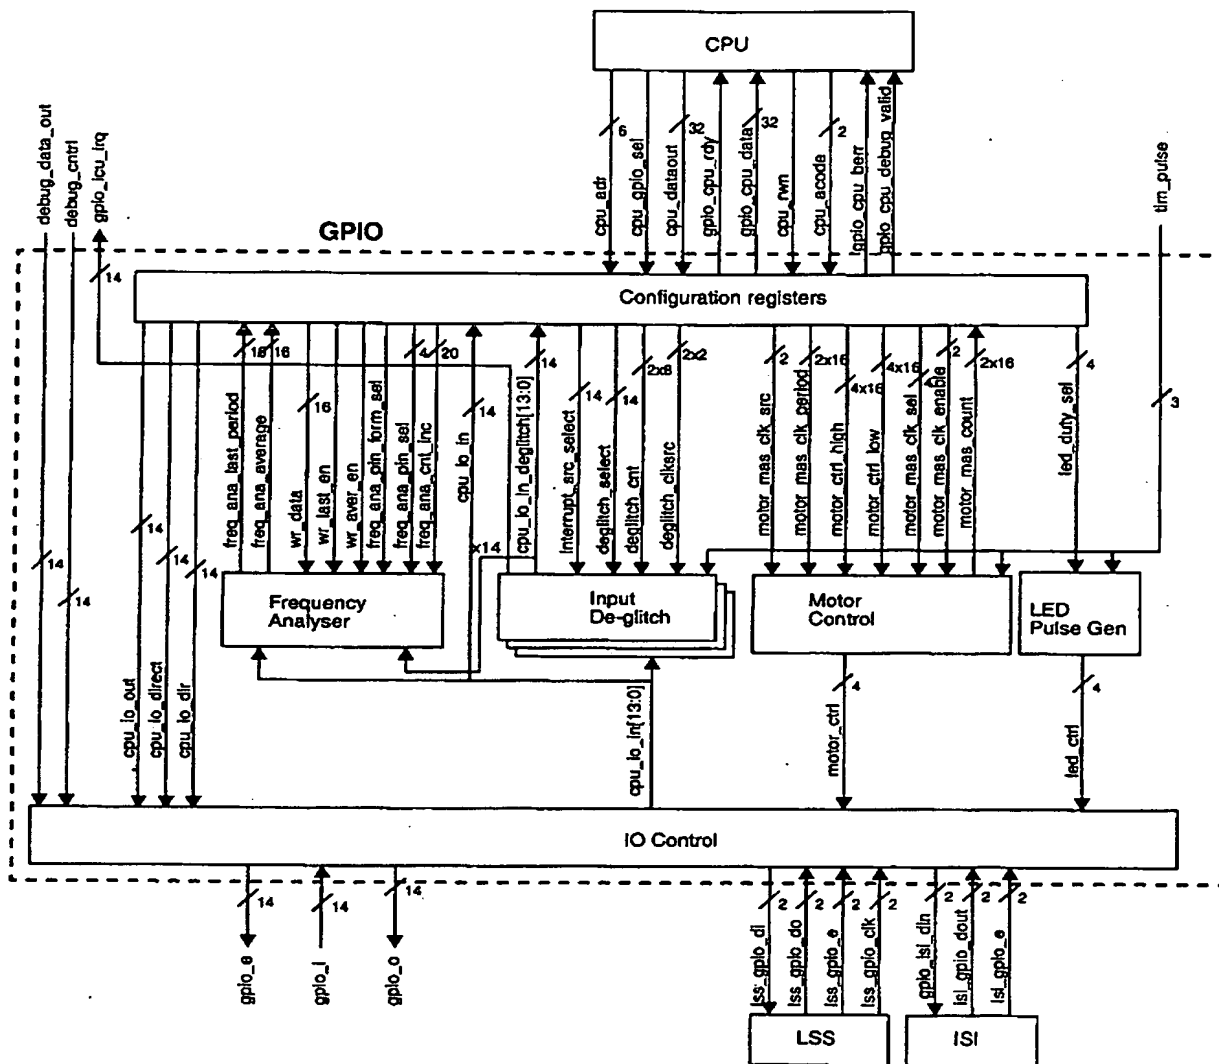 CPU
debug_data_out
debug_cntrl
gpio_icu_irq
cpu_adr
6
cpu_gpio_sel
cpu_dataout
32
gpio_cpu_rdy
gpio_cpu_data
32
cpu_rwn
cpu_acode
2
gpio_cpu_berr
gpio_cpu_debug_valid
tim_pulse
GPIO
14
Configuration registers
16
16
4
20
14
14
14
14
2x8
2x2
2
2x16
4x16
4x16
4
2
2x16
4
3
freq_ana_last_period
freq_ana_average
16
wr_data
wr_last_en
wr_aver_en
freq_ana_pin_form_sel
freq_ana_pin_sel
freq_ana_cnt_inc
cpu_io_in
cpu_io_in_deglitch[13:0]
interrupt_src_select
deglitch_select
deglitch_cnt
deglitch_clksrc
motor_mas_clk_src
motor_mas_clk_period
motor_ctrl_high
motor_ctrl_low
motor_mas_clk_sel
motor_mas_clk_enable
motor_mas_count
led_duty_sel
14
14
14
14
14
x14
Frequency
Analyser
Input
De-glitch
Motor
Control
LED
Pulse Gen
cpu_io_out
cpu_io_direct
cpu_io_dir
cpu_io_in[13:0]
motor_ctrl
4
led_ctrl
4
IO Control
14
14
14
2
2
2
2
2
2
2
gpio_e
gpio_i
gpio_o
lss_gpio_di
lss_gpio_do
lss_gpio_e
lss_gpio_clk
gpio_isi_din
isi_gpio_dout
isi_gpio_e
LSS
ISI